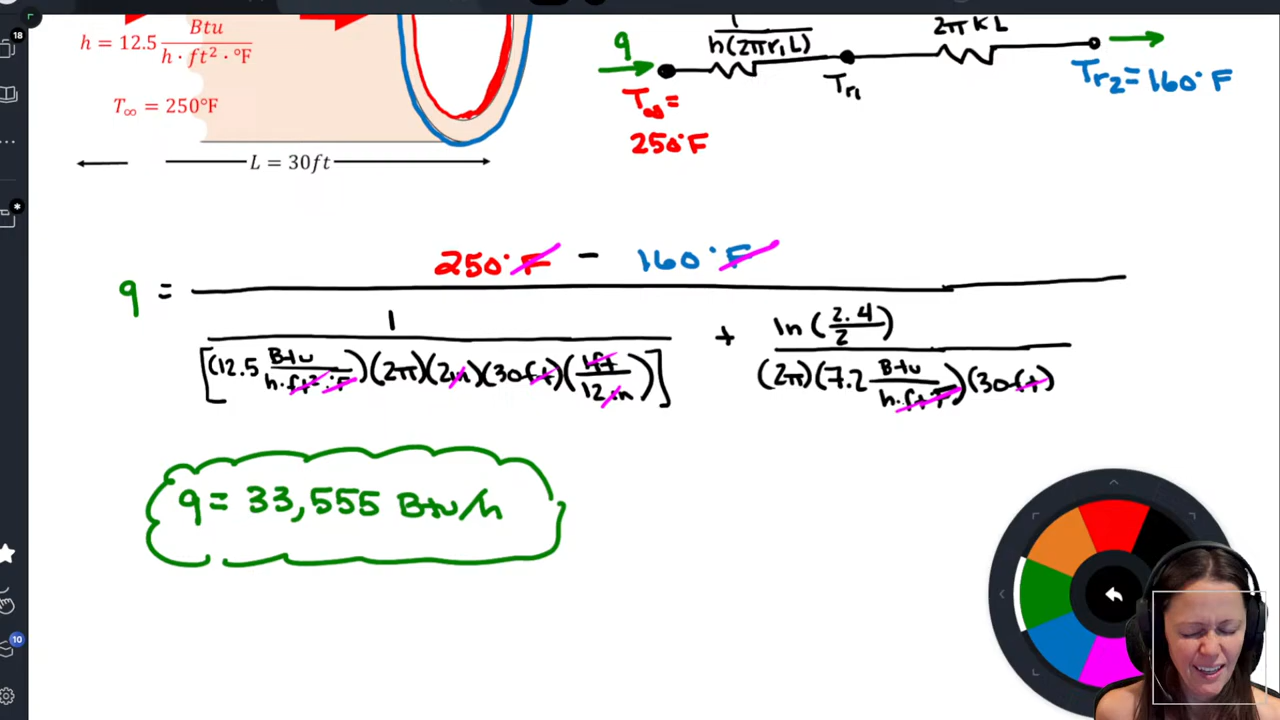 18
h = 12.5 Btu / h · ft² · °F
T∞ = 250°F
L = 30ft
q
1 / h(2πr₁L)
2πKL
T∞ =
250°F
Tr₁
Tr₂ = 160°F
q = 250°F - 160°F
1 / [(12.5 Btu / h·ft²·°F)(2π)(2in)(30ft)(1ft / 12in)] + ln(2.4 / 2) / (2π)(7.2 Btu / h·ft°F)(30ft)
q = 33,555 Btu/h
10